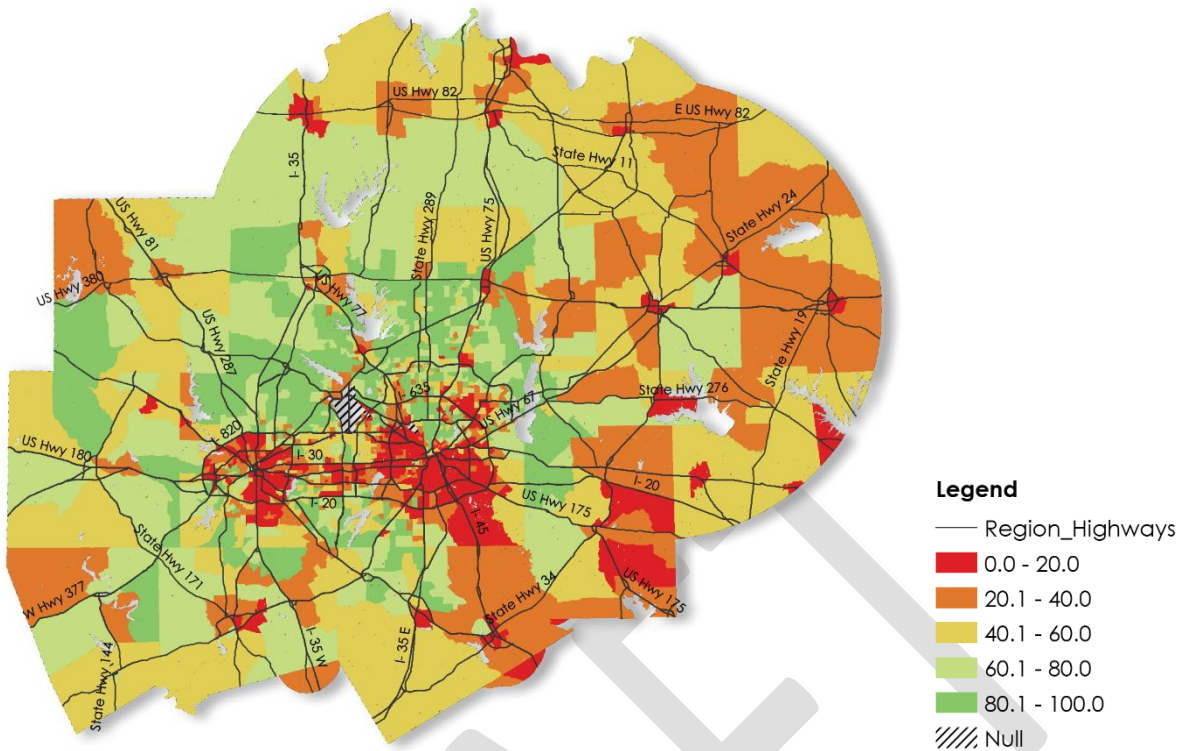 US Hwy 82
E US Hwy 82
State Hwy 11
I-35
State Hwy 24
State Hwy 289
US Hwy 75
US Hwy 81
US Hwy 380
US Hwy 77
State Hwy 19
US Hwy 287
I-635
State Hwy 276
US Hwy 67
I-820
US Hwy 180
I-30
I-20
I-20
US Hwy 175
I-45
State Hwy 171
W Hwy 377
State Hwy 34
US Hwy 175
I-35 W
I-35 E
State Hwy 144
Legend
Region_Highways
0.0 - 20.0
20.1 - 40.0
40.1 - 60.0
60.1 - 80.0
80.1 - 100.0
Null